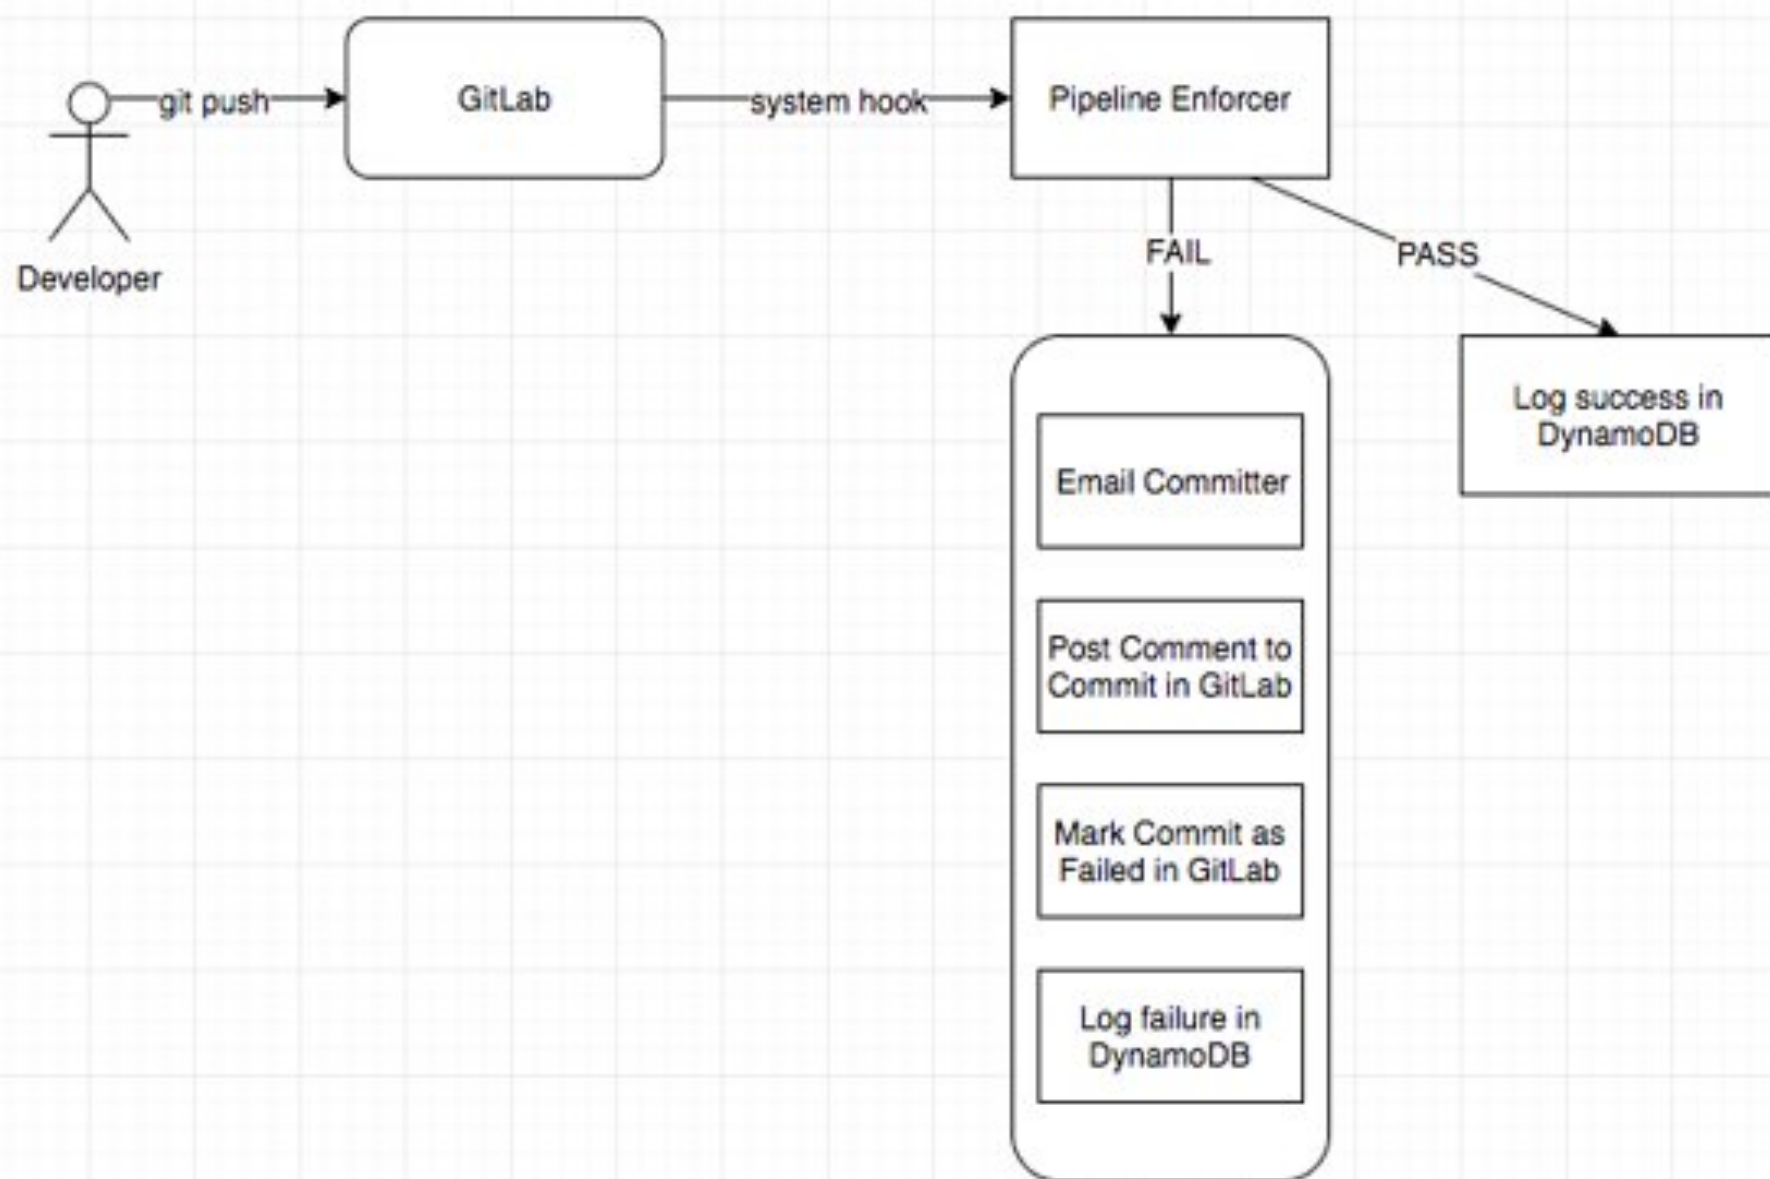 git push
GitLab
system hook
Pipeline Enforcer
Developer
FAIL
PASS
Log success in
DynamoDB
Email Committer
Post Comment to
Commit in GitLab
Mark Commit as
Failed in GitLab
Log failure in
DynamoDB